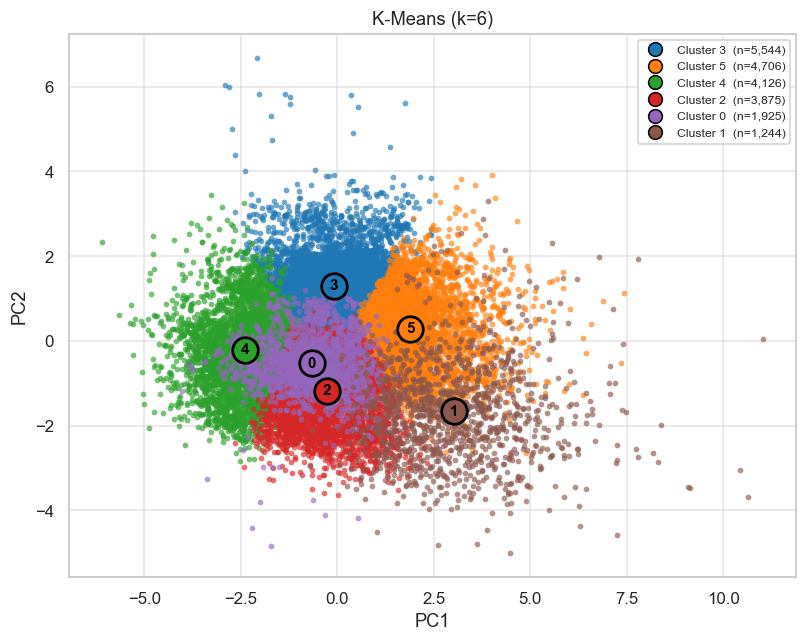 K-Means (k=6)
Cluster 3 (n=5,544)
Cluster 5 (n=4,706)
Cluster 4 (n=4,126)
Cluster 2 (n=3,875)
Cluster 0 (n=1,925)
Cluster 1 (n=1,244)
PC2
6
4
2
0
−2
−4
3
5
4
0
2
1
−5.0 −2.5 0.0 2.5 5.0 7.5 10.0
PC1